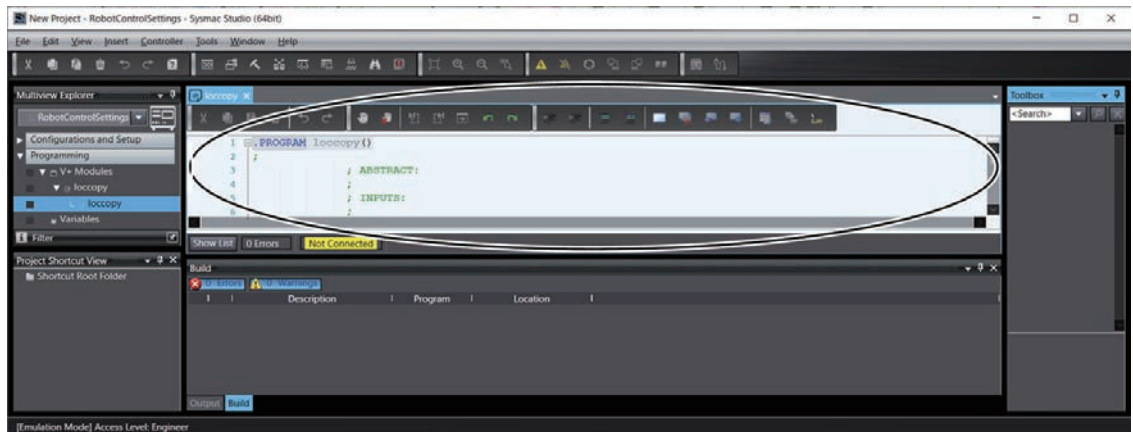 New Project - RobotControlSettings - Sysmac Studio (64bit)
File Edit View Insert Controller Tools Window Help
Multiview Explorer
RobotControlSettings
Configurations and Setup
Programming
V+ Modules
loccopy
loccopy
Variables
Filter
Project Shortcut View
Shortcut Root Folder
loccopy
1 .PROGRAM loccopy()
2 ;
3 ; ABSTRACT:
4 ;
5 ; INPUTS:
6 ;
Show List 0 Errors Not Connected
Build
0 Errors 0 Warnings
Description Program Location
Output Build
Toolbox
<Search>
[Emulation Mode] Access Level: Engineer